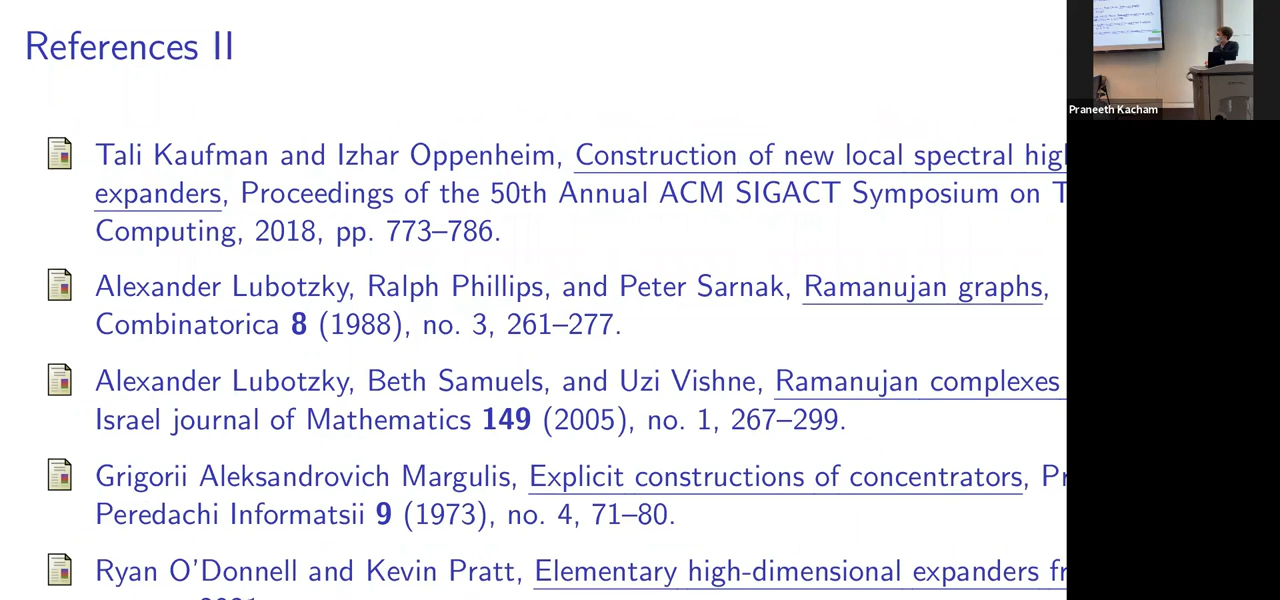 References II
Praneeth Kacham
Tali Kaufman and Izhar Oppenheim, Construction of new local spectral
expanders, Proceedings of the 50th Annual ACM SIGACT Symposium on
Computing, 2018, pp. 773–786.
Alexander Lubotzky, Ralph Phillips, and Peter Sarnak, Ramanujan graphs,
Combinatorica 8 (1988), no. 3, 261–277.
Alexander Lubotzky, Beth Samuels, and Uzi Vishne, Ramanujan complexes
Israel journal of Mathematics 149 (2005), no. 1, 267–299.
Grigorii Aleksandrovich Margulis, Explicit constructions of concentrators,
Peredachi Informatsii 9 (1973), no. 4, 71–80.
Ryan O'Donnell and Kevin Pratt, Elementary high-dimensional expanders